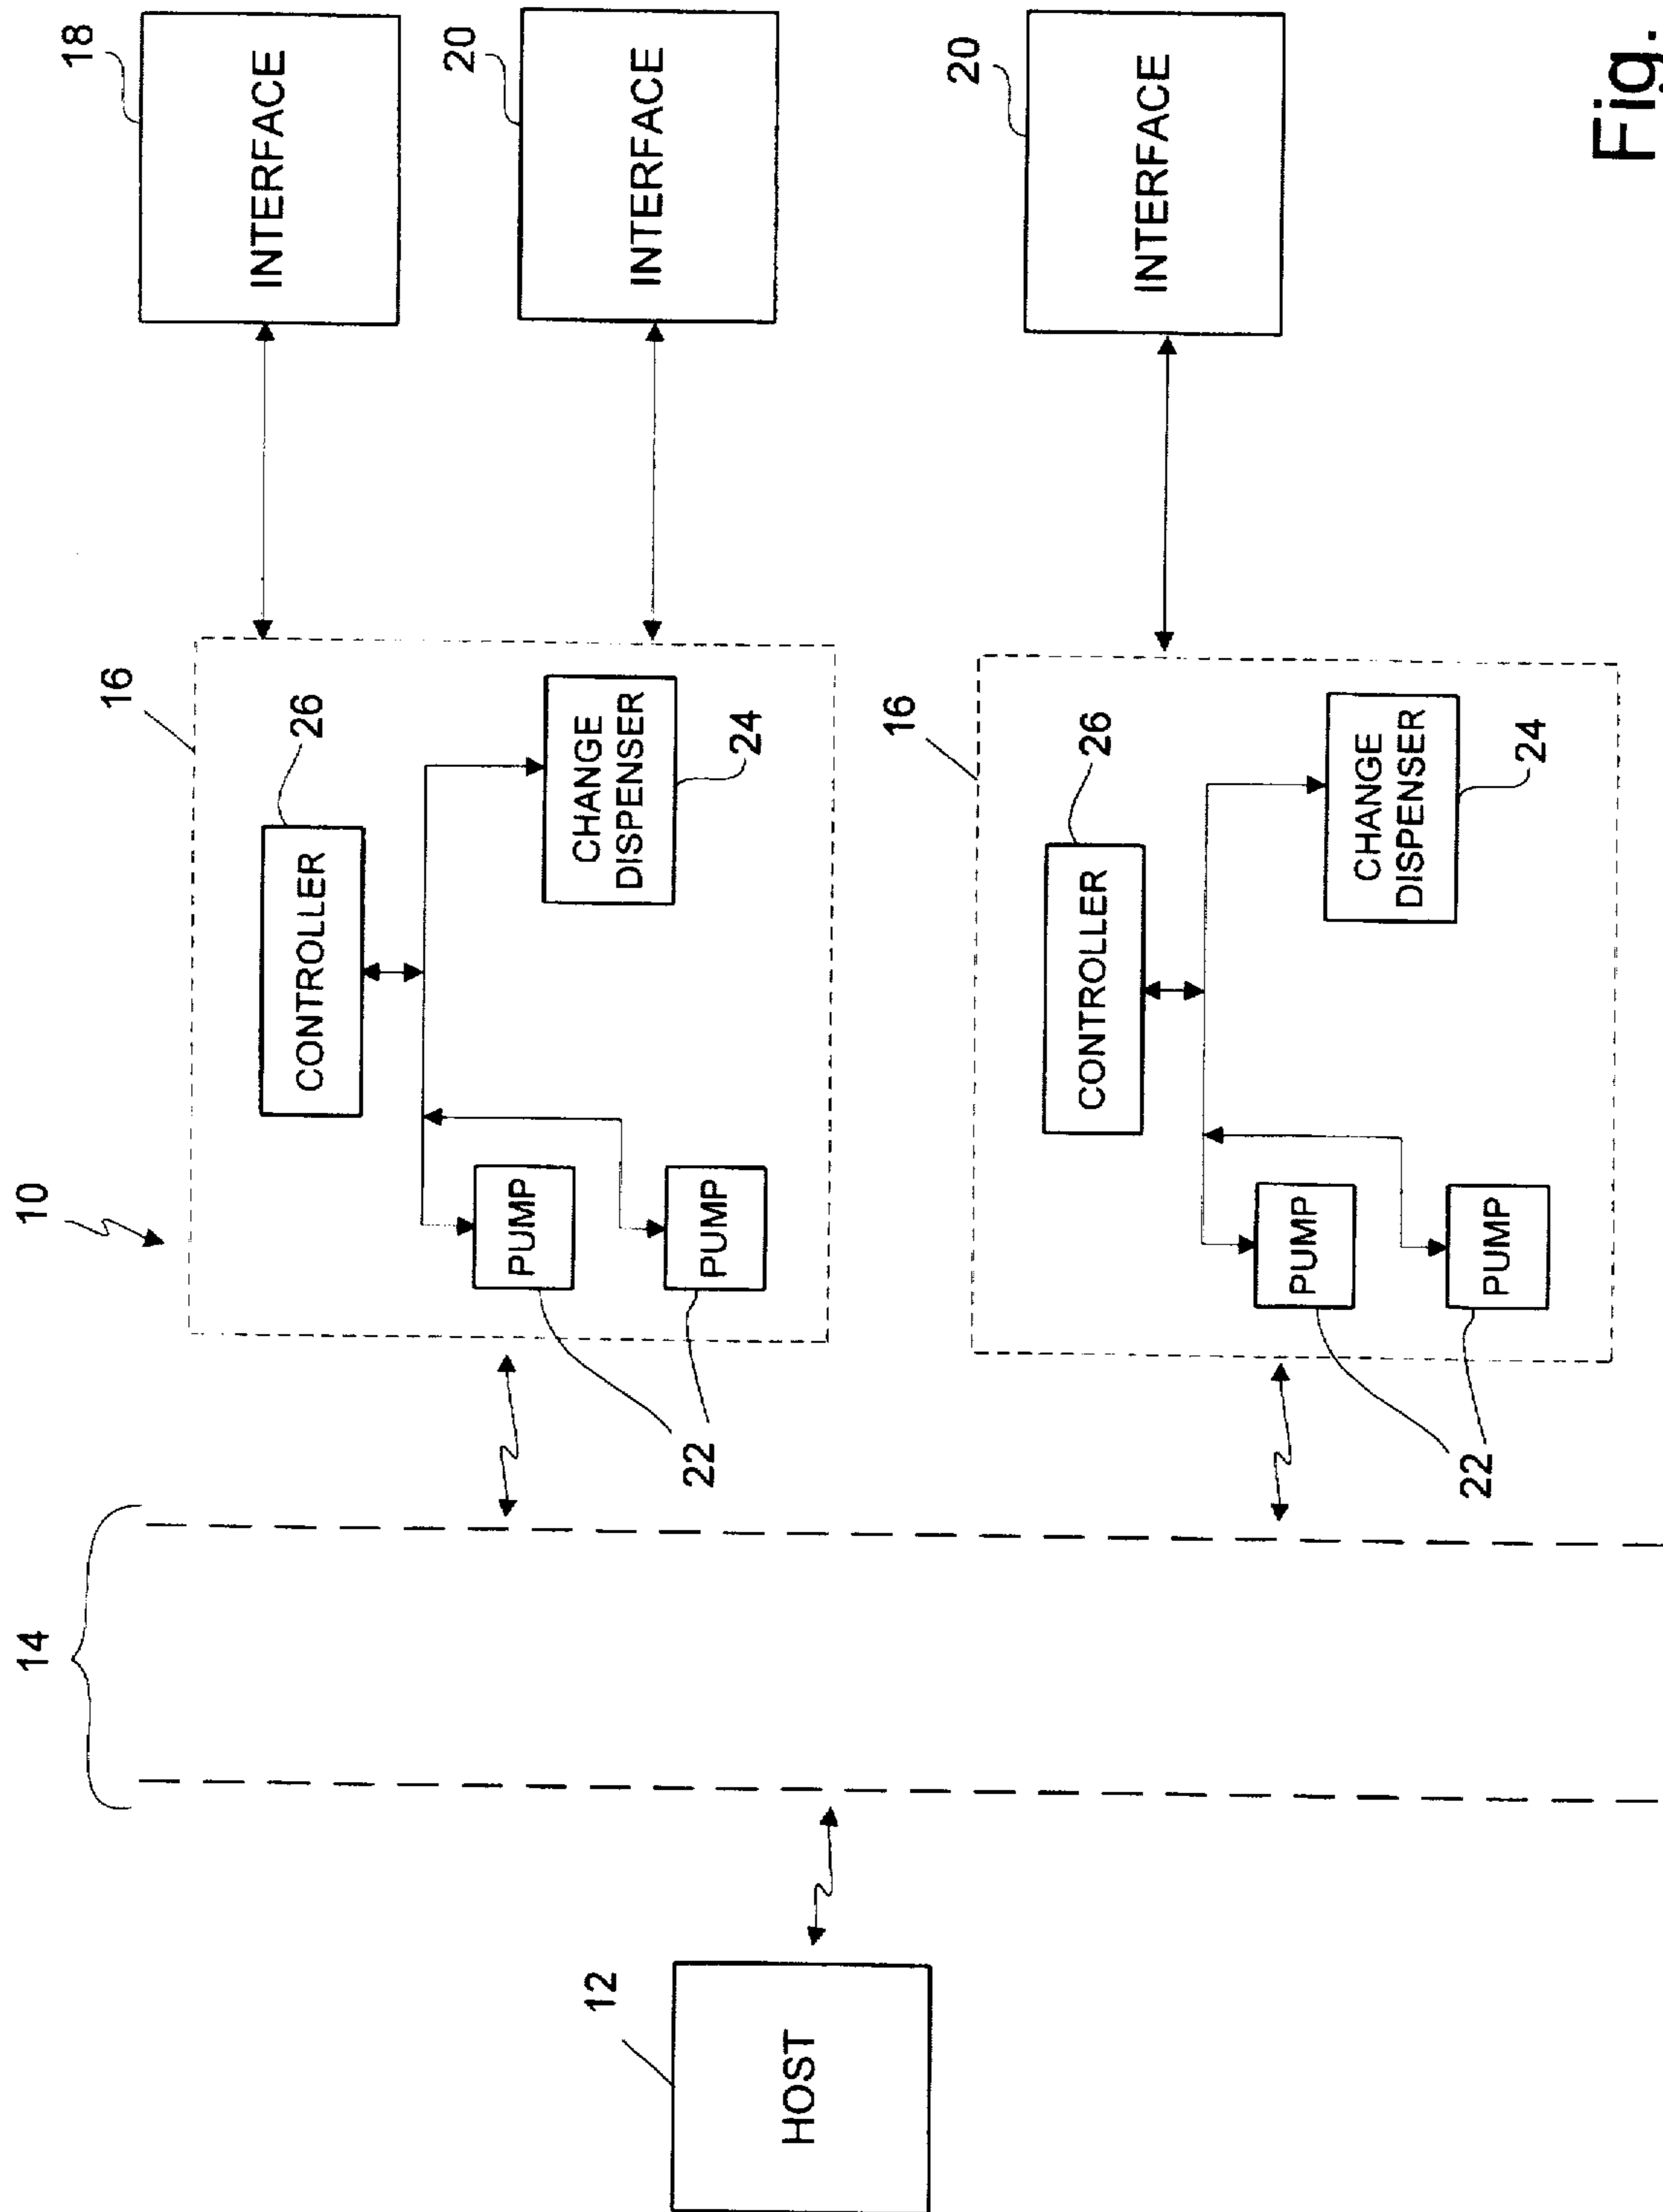 10
14
12
HOST
16
26
CONTROLLER
PUMP
PUMP
22
CHANGE
DISPENSER
24
18
INTERFACE
20
INTERFACE
16
26
CONTROLLER
PUMP
PUMP
22
CHANGE
DISPENSER
24
20
INTERFACE
Fig.